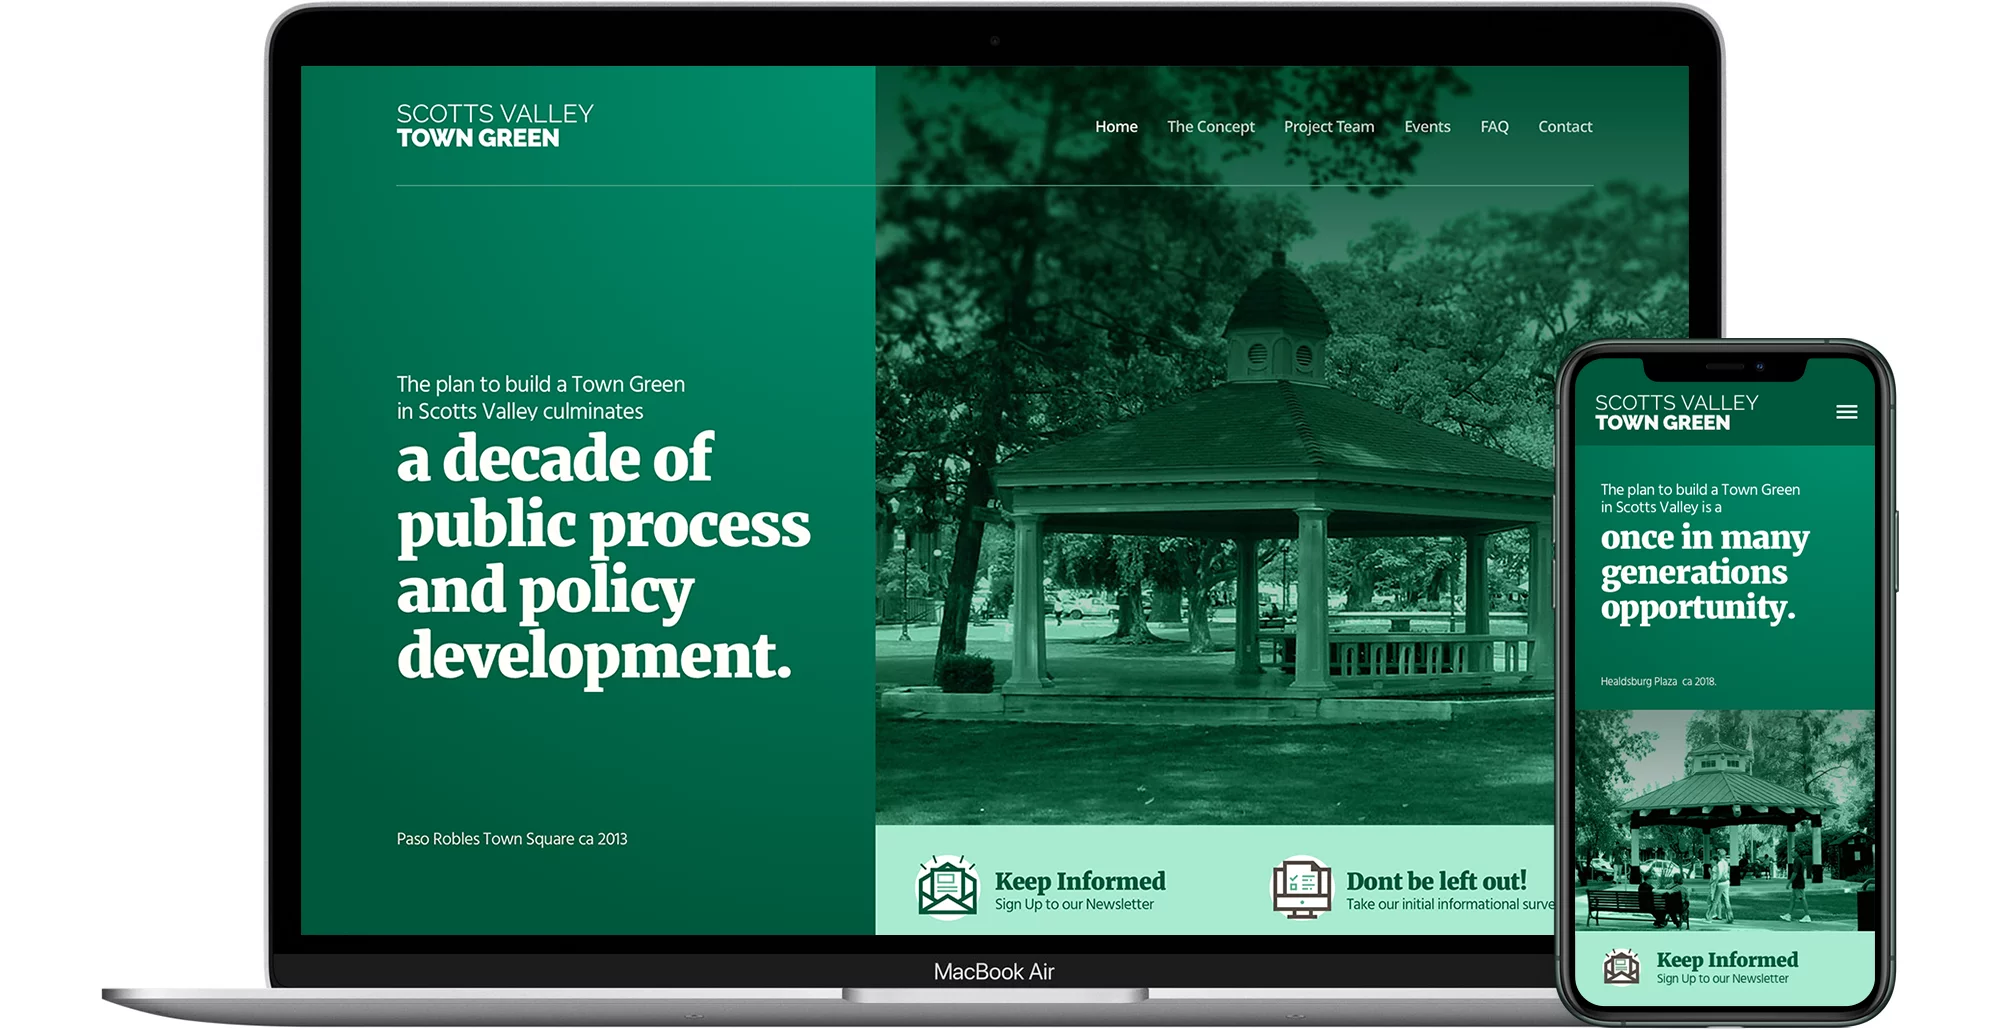 SCOTTS VALLEY
TOWN GREEN
Home The Concept Project Team Events FAQ Contact
The plan to build a Town Green
in Scotts Valley culminates
a decade of
public process
and policy
development.
Paso Robles Town Square ca 2013
Keep Informed
Sign Up to our Newsletter
Dont be left out!
Take our initial informational surve
MacBook Air
SCOTTS VALLEY
TOWN GREEN
The plan to build a Town Green
in Scotts Valley is a
once in many
generations
opportunity.
Healdsburg Plaza ca 2018.
Keep Informed
Sign Up to our Newsletter